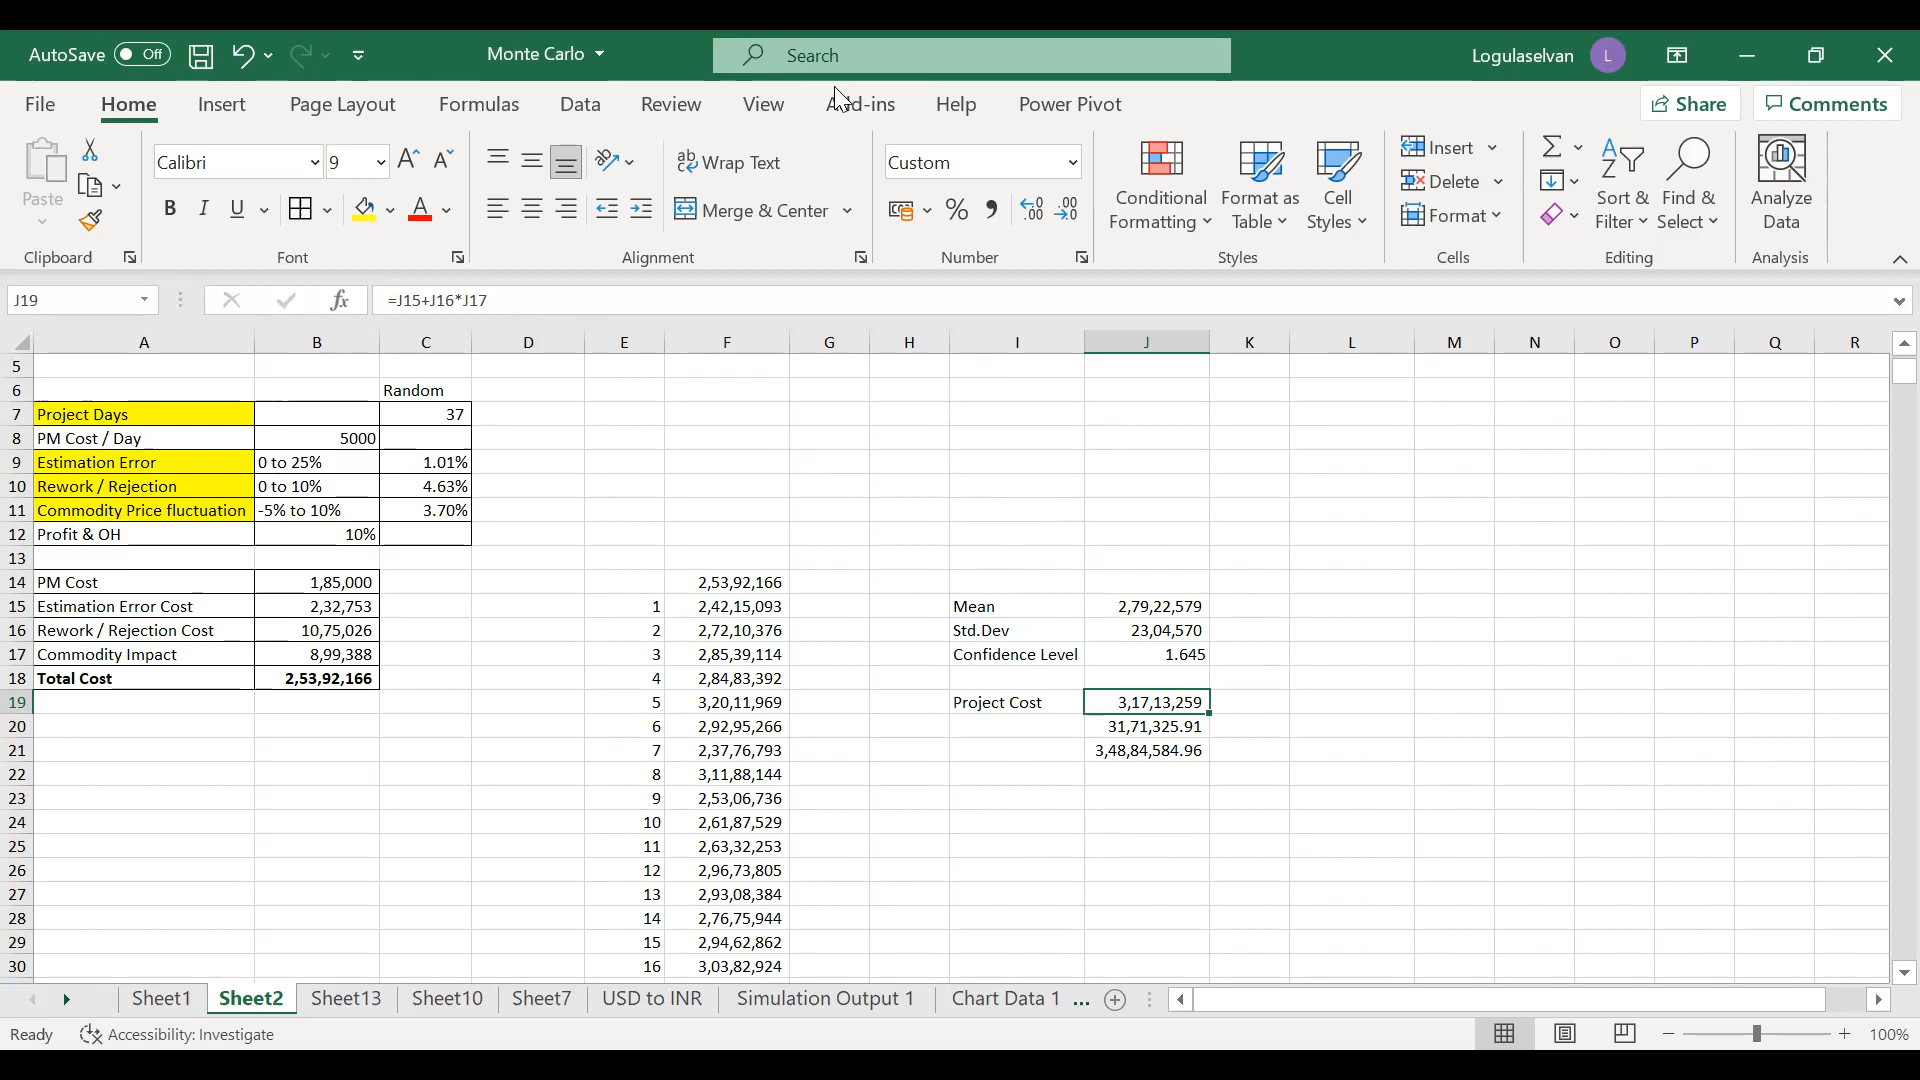 AutoSave Off Monte Carlo Search Logulaselvan L
File Home Insert Page Layout Formulas Data Review View Add-ins Help Power Pivot Share Comments
Paste Calibri 9 Wrap Text Custom Conditional Formatting Format as Table Cell Styles Insert Sort & Filter Find & Select Analyze Data
Delete
B I U Merge & Center % Format
Clipboard Font Alignment Number Styles Cells Editing Analysis
J19 fx =J15+J16*J17
A B C D E F G H I J K L M N O P Q R
5
6 Random
7 Project Days 37
8 PM Cost / Day 5000
9 Estimation Error 0 to 25% 1.01%
10 Rework / Rejection 0 to 10% 4.63%
11 Commodity Price fluctuation -5% to 10% 3.70%
12 Profit & OH 10%
13
14 PM Cost 1,85,000 2,53,92,166
15 Estimation Error Cost 2,32,753 1 2,42,15,093 Mean 2,79,22,579
16 Rework / Rejection Cost 10,75,026 2 2,72,10,376 Std.Dev 23,04,570
17 Commodity Impact 8,99,388 3 2,85,39,114 Confidence Level 1.645
18 Total Cost 2,53,92,166 4 2,84,83,392
19 5 3,20,11,969 Project Cost 3,17,13,259
20 6 2,92,95,266 31,71,325.91
21 7 2,37,76,793 3,48,84,584.96
22 8 3,11,88,144
23 9 2,53,06,736
24 10 2,61,87,529
25 11 2,63,32,253
26 12 2,96,73,805
27 13 2,93,08,384
28 14 2,76,75,944
29 15 2,94,62,862
30 16 3,03,82,924
Sheet1 Sheet2 Sheet13 Sheet10 Sheet7 USD to INR Simulation Output 1 Chart Data 1 ...
Ready Accessibility: Investigate 100%